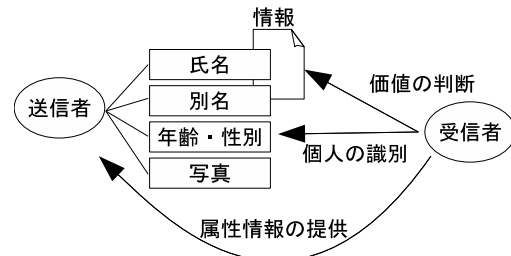 情報
氏名
別名
年齢・性別
写真
送信者
価値の判断
個人の識別
受信者
属性情報の提供